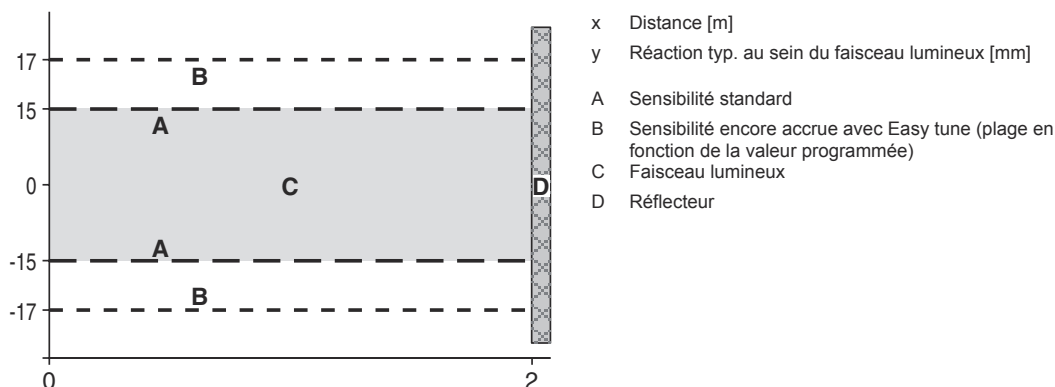 17
B
15
A
0
C
D
A
-15
B
-17
0
2
x Distance [m]
y Réaction typ. au sein du faisceau lumineux [mm]
A Sensibilité standard
B Sensibilité encore accrue avec Easy tune (plage en
fonction de la valeur programmée)
C Faisceau lumineux
D Réflecteur